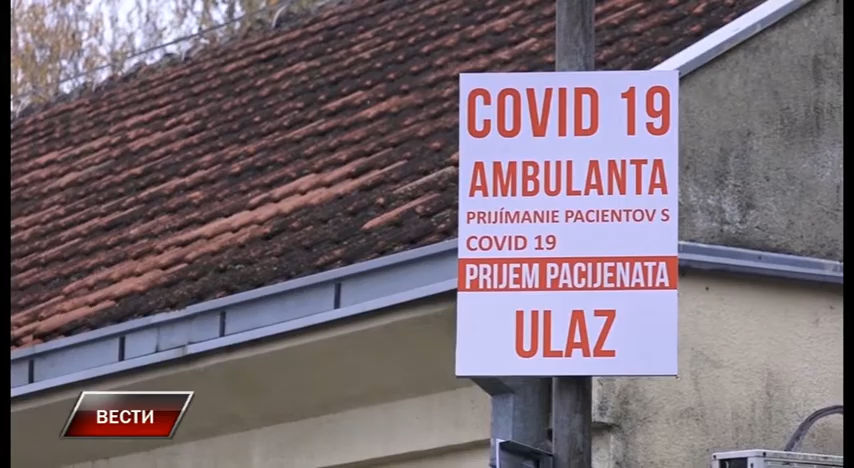 COVID 19
AMBULANTA
PRIJÍMANIE PACIENTOV S
COVID 19
PRIJEM PACIJENATA
ULAZ
ВЕСТИ